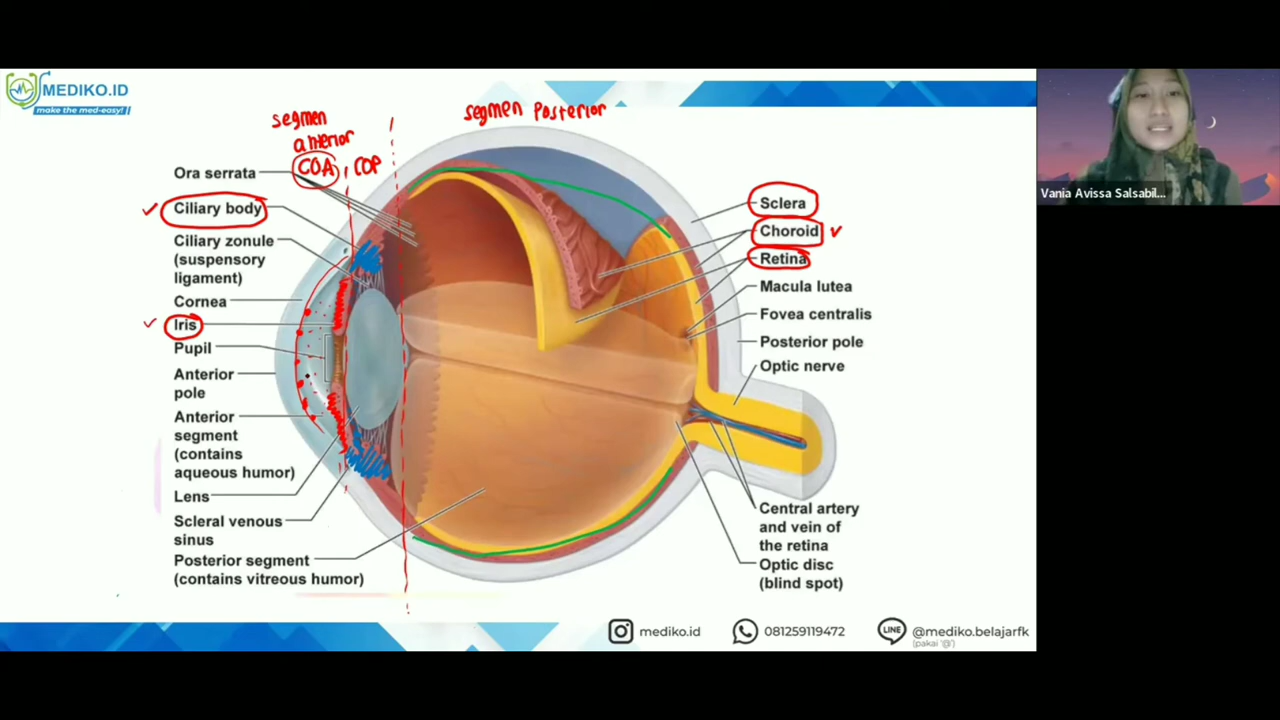 MEDIKO.ID
make the med-easy!
segmen
anterior
COA COP
segmen Posterior
Ora serrata
Ciliary body
Ciliary zonule
(suspensory
ligament)
Cornea
Iris
Pupil
Anterior
pole
Anterior
segment
(contains
aqueous humor)
Lens
Scleral venous
sinus
Posterior segment
(contains vitreous humor)
Sclera
Choroid
Retina
Macula lutea
Fovea centralis
Posterior pole
Optic nerve
Central artery
and vein of
the retina
Optic disc
(blind spot)
Vania Avissa Salsabil...
mediko.id
081259119472
LINE
@mediko.belajarfk
(pakai '@')